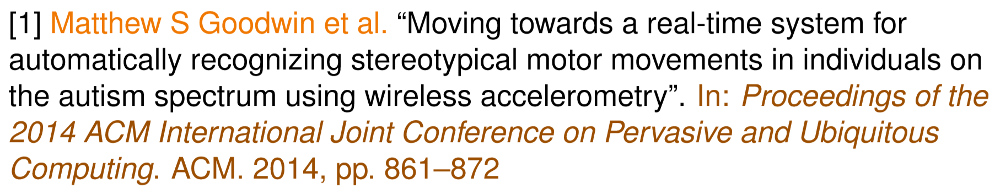 [1] Matthew S Goodwin et al. “Moving towards a real-time system for
automatically recognizing stereotypical motor movements in individuals on
the autism spectrum using wireless accelerometry”. In: Proceedings of the
2014 ACM International Joint Conference on Pervasive and Ubiquitous
Computing. ACM. 2014, pp. 861–872